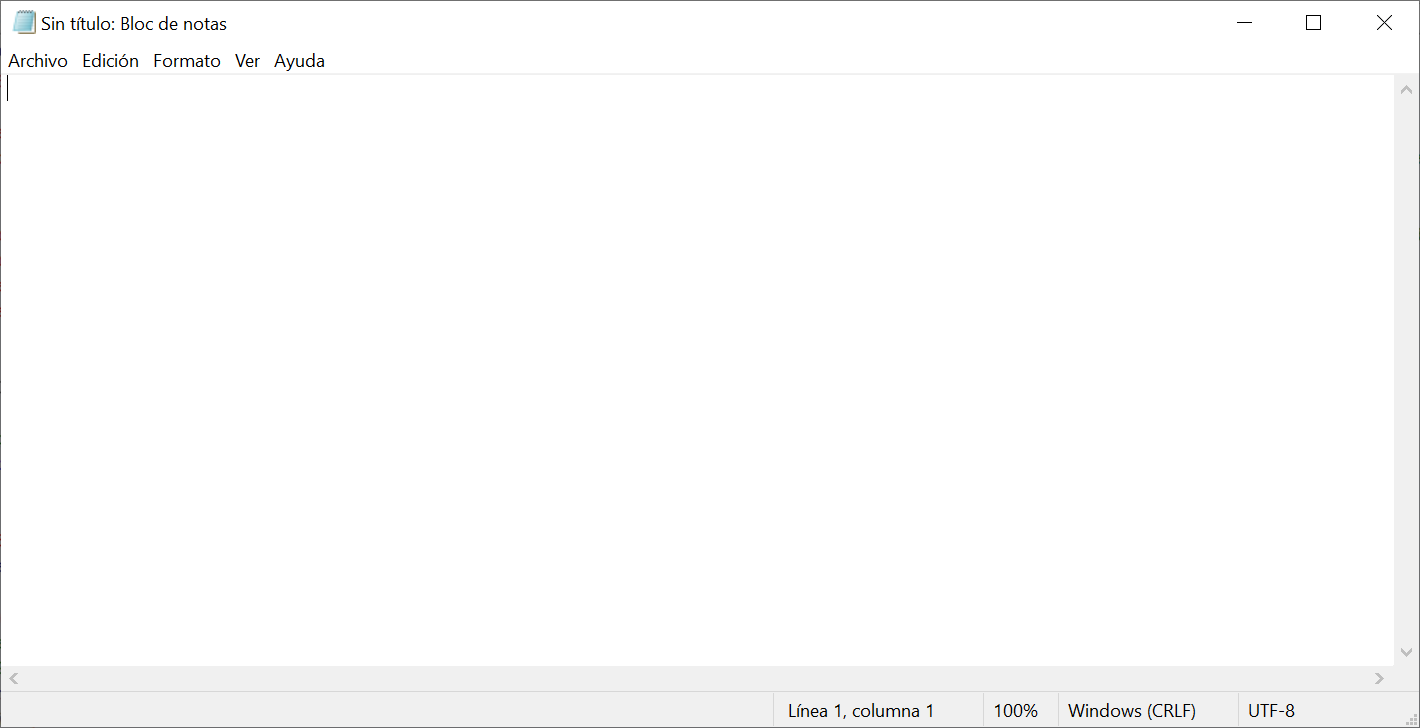 Sin título: Bloc de notas
Archivo Edición Formato Ver Ayuda
Línea 1, columna 1 100% Windows (CRLF) UTF-8